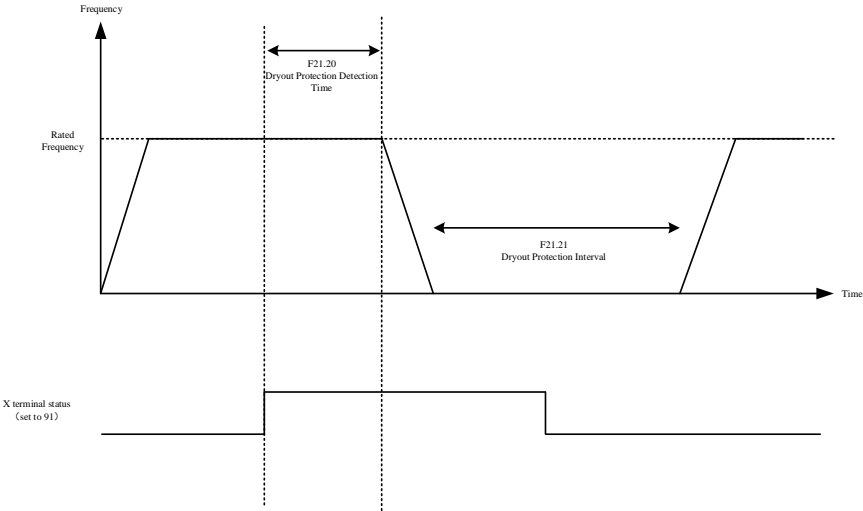 Frequency
F21.20
Dryout Protection Detection
Time
Rated
Frequency
F21.21
Dryout Protection Interval
Time
X terminal status
（set to 91）